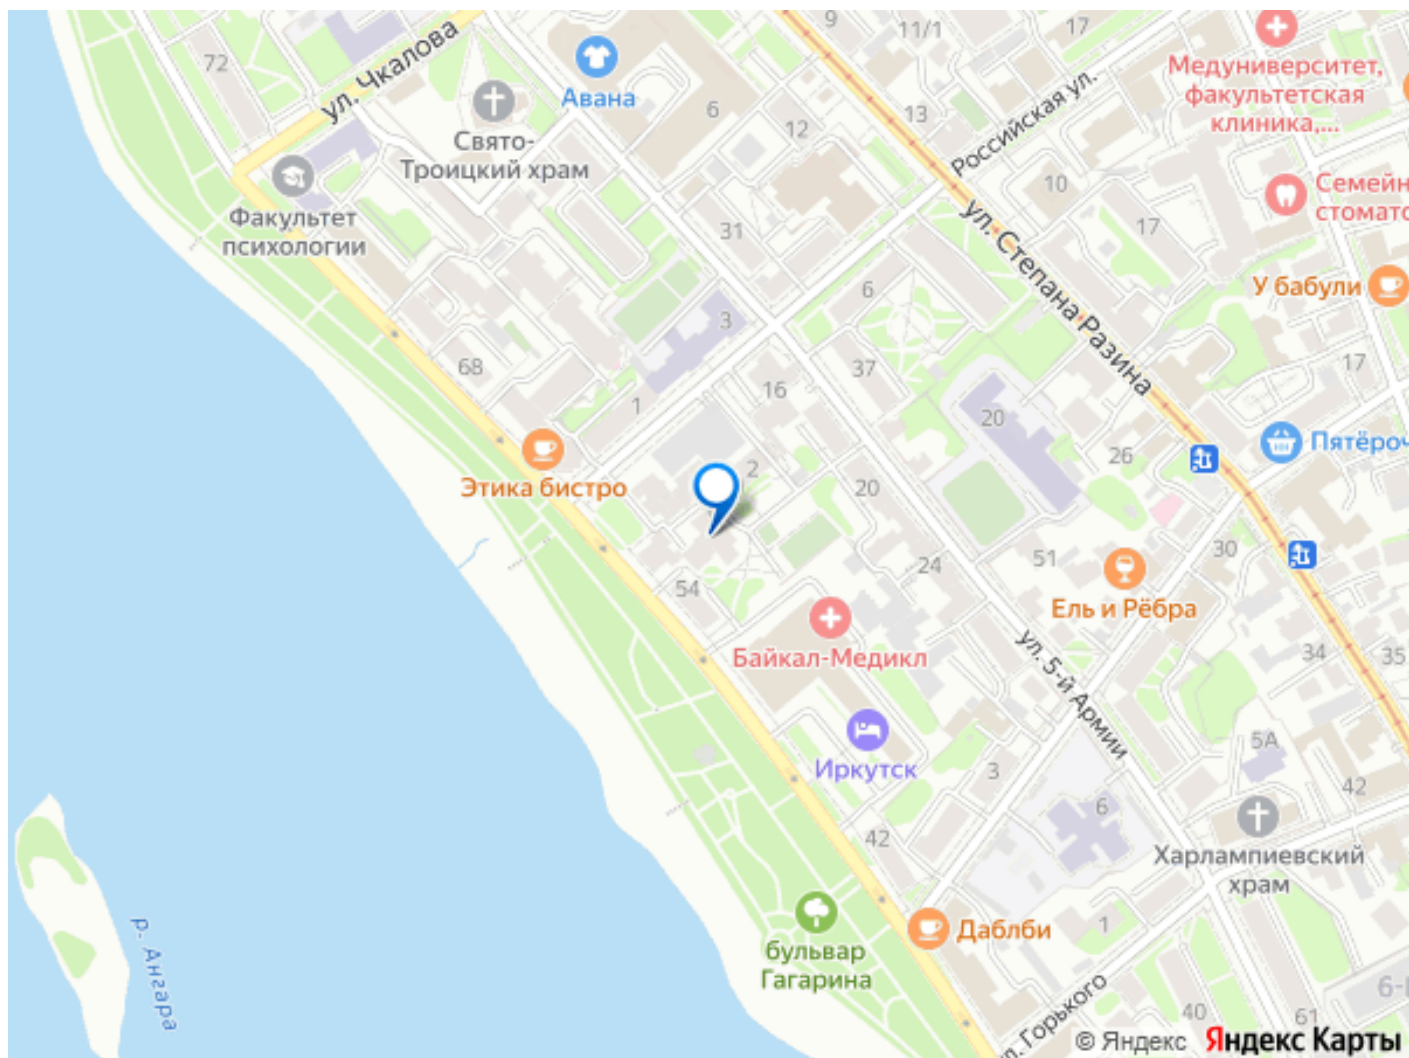 9
11/1
17
72
ул. Чкалова
Авана
6
13
12
Медуниверситет,
факультетская
клиника,...
Российская ул.
Свято-
Троицкий храм
10
Семейн
стомато
Факультет
психологии
31
17
ул. Степана Разина
6
У бабули
3
68
37
17
16
1
20
26
Пятёроч
Этика бистро
2
20
51
30
54
24
Ель и Рёбра
Байкал-Медикл
ул. 5-й Армии
34
35
Иркутск
3
5А
42
6
42
Харлампиевский
храм
бульвар
Гагарина
Даблби
1
р. Ангара
л. Горького
40
61
6-
© Яндекс
Яндекс Карты